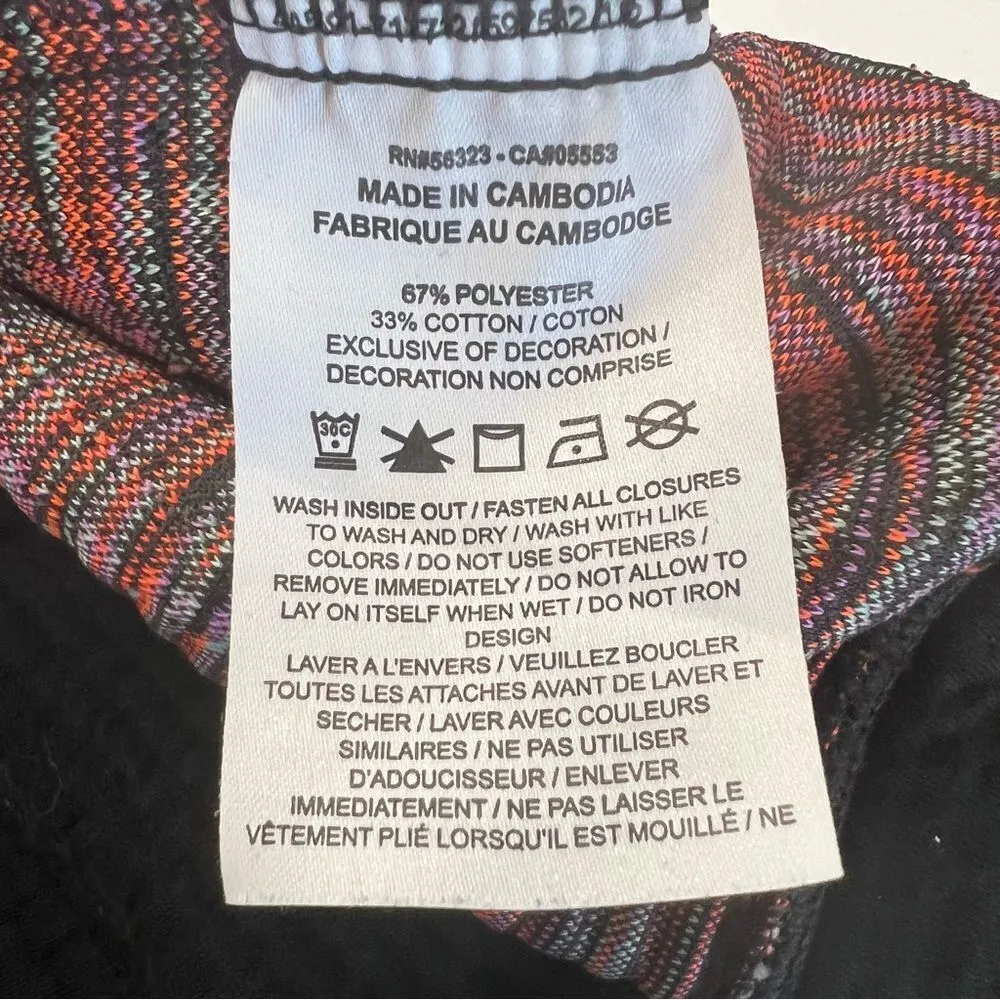 RN#56323 - CA#05553
MADE IN CAMBODIA
FABRIQUE AU CAMBODGE
67% POLYESTER
33% COTTON / COTON
EXCLUSIVE OF DECORATION /
DECORATION NON COMPRISE
30C
WASH INSIDE OUT / FASTEN ALL CLOSURES
TO WASH AND DRY / WASH WITH LIKE
COLORS / DO NOT USE SOFTENERS /
REMOVE IMMEDIATELY / DO NOT ALLOW TO
LAY ON ITSELF WHEN WET / DO NOT IRON
DESIGN
LAVER A L'ENVERS / VEUILLEZ BOUCLER
TOUTES LES ATTACHES AVANT DE LAVER ET
SECHER / LAVER AVEC COULEURS
SIMILAIRES / NE PAS UTILISER
D'ADOUCISSEUR / ENLEVER
IMMEDIATEMENT / NE PAS LAISSER LE
VÊTEMENT PLIÉ LORSQU'IL EST MOUILLÉ / NE